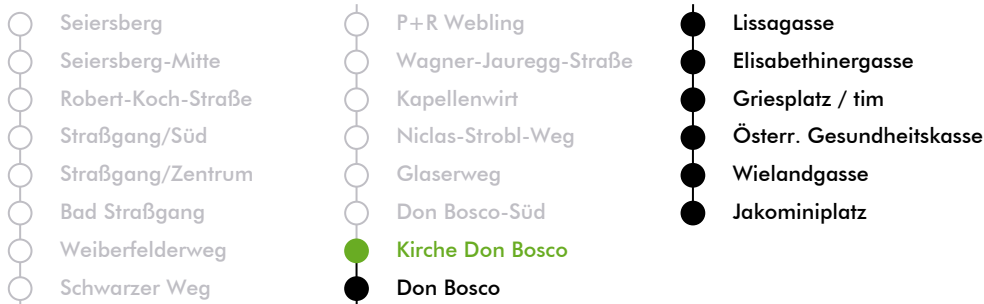 Seiersberg
Seiersberg-Mitte
Robert-Koch-Straße
Straßgang/Süd
Straßgang/Zentrum
Bad Straßgang
Weiberfelderweg
Schwarzer Weg
P+R Webling
Wagner-Jauregg-Straße
Kapellenwirt
Niclas-Strobl-Weg
Glaserweg
Don Bosco-Süd
Kirche Don Bosco
Don Bosco
Lissagasse
Elisabethinergasse
Griesplatz / tim
Österr. Gesundheitskasse
Wielandgasse
Jakominiplatz